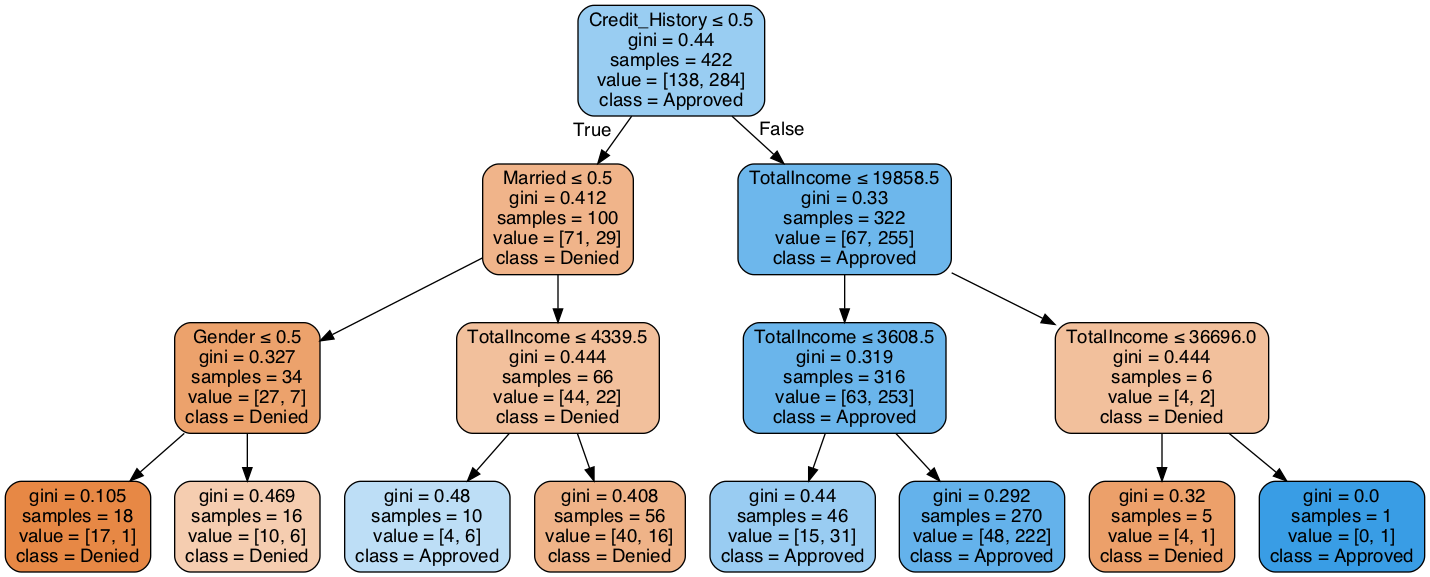 Credit_History ≤ 0.5
gini = 0.44
samples = 422
value = [138, 284]
class = Approved
True
False
Married ≤ 0.5
gini = 0.412
samples = 100
value = [71, 29]
class = Denied
TotalIncome ≤ 19858.5
gini = 0.33
samples = 322
value = [67, 255]
class = Approved
Gender ≤ 0.5
gini = 0.327
samples = 34
value = [27, 7]
class = Denied
TotalIncome ≤ 4339.5
gini = 0.444
samples = 66
value = [44, 22]
class = Denied
TotalIncome ≤ 3608.5
gini = 0.319
samples = 316
value = [63, 253]
class = Approved
TotalIncome ≤ 36696.0
gini = 0.444
samples = 6
value = [4, 2]
class = Denied
gini = 0.105
samples = 18
value = [17, 1]
class = Denied
gini = 0.469
samples = 16
value = [10, 6]
class = Denied
gini = 0.48
samples = 10
value = [4, 6]
class = Approved
gini = 0.408
samples = 56
value = [40, 16]
class = Denied
gini = 0.44
samples = 46
value = [15, 31]
class = Approved
gini = 0.292
samples = 270
value = [48, 222]
class = Approved
gini = 0.32
samples = 5
value = [4, 1]
class = Denied
gini = 0.0
samples = 1
value = [0, 1]
class = Approved